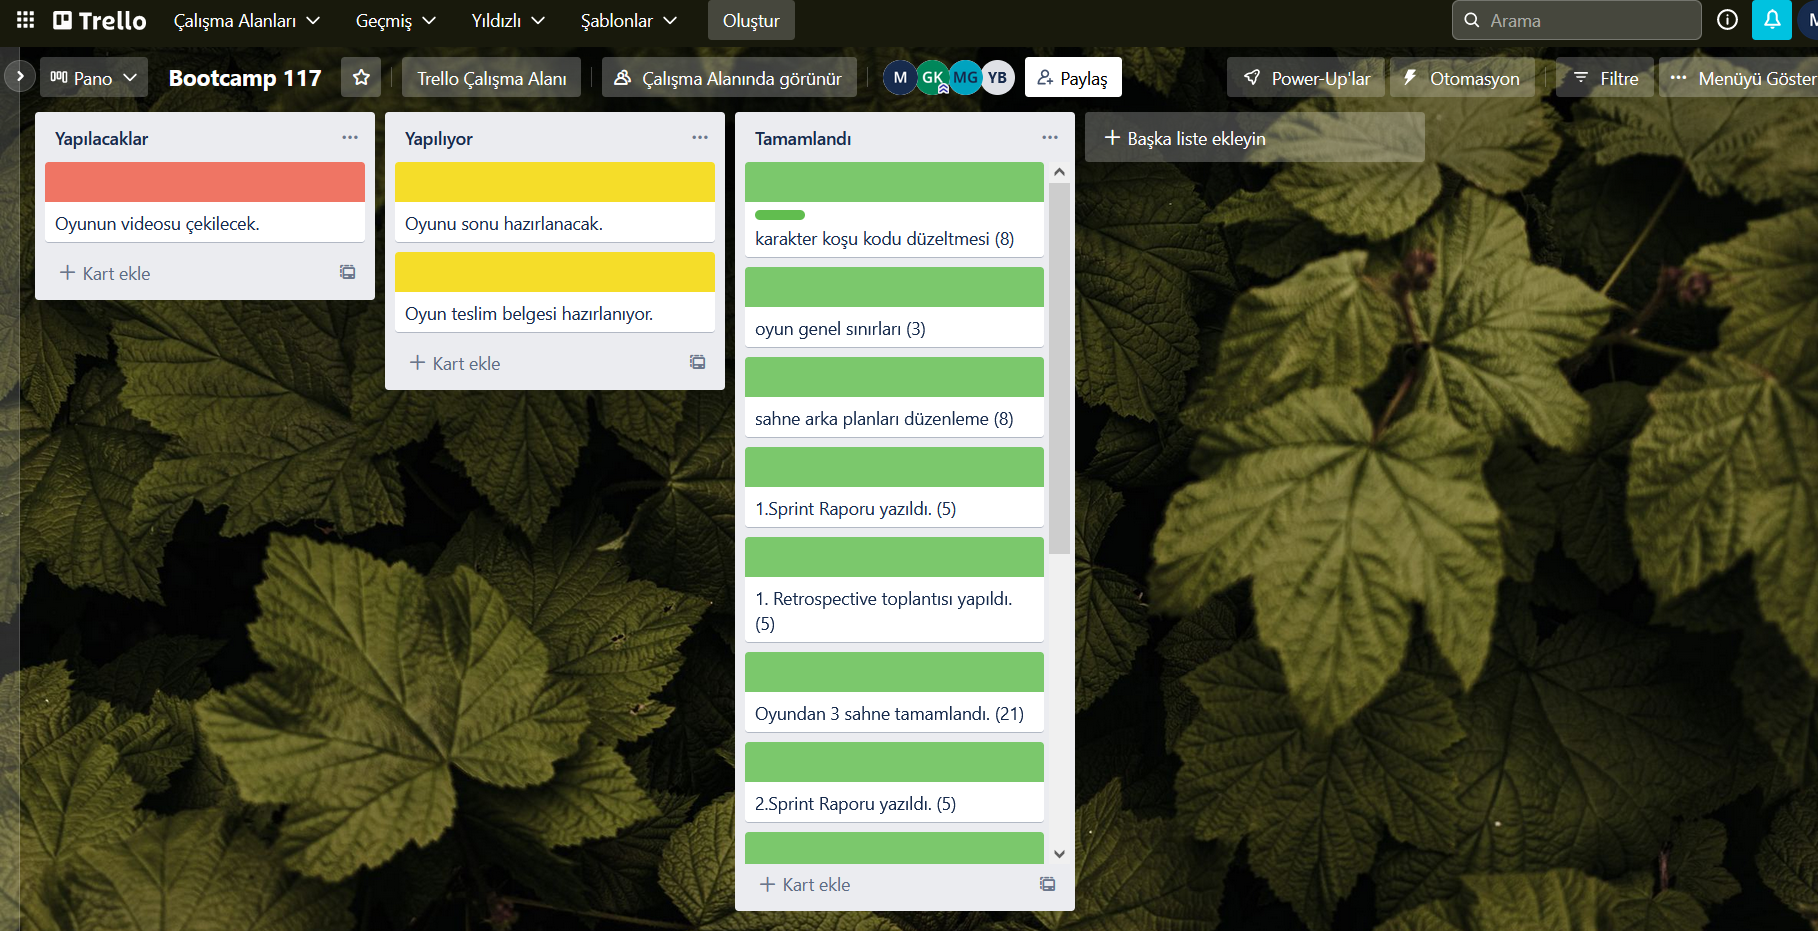 Trello
Çalışma Alanları
Geçmiş
Yıldızlı
Şablonlar
Oluştur
Arama
M
Pano
Bootcamp 117
Trello Çalışma Alanı
Çalışma Alanında görünür
M
GK
MG
YB
Paylaş
Power-Up'lar
Otomasyon
Filtre
Menüyü Göster
Yapılacaklar
Oyunun videosu çekilecek.
Kart ekle
Yapılıyor
Oyunu sonu hazırlanacak.
Oyun teslim belgesi hazırlanıyor.
Kart ekle
Tamamlandı
karakter koşu kodu düzeltmesi (8)
oyun genel sınırları (3)
sahne arka planları düzenleme (8)
1.Sprint Raporu yazıldı. (5)
1. Retrospective toplantısı yapıldı.
(5)
Oyundan 3 sahne tamamlandı. (21)
2.Sprint Raporu yazıldı. (5)
Kart ekle
Başka liste ekleyin